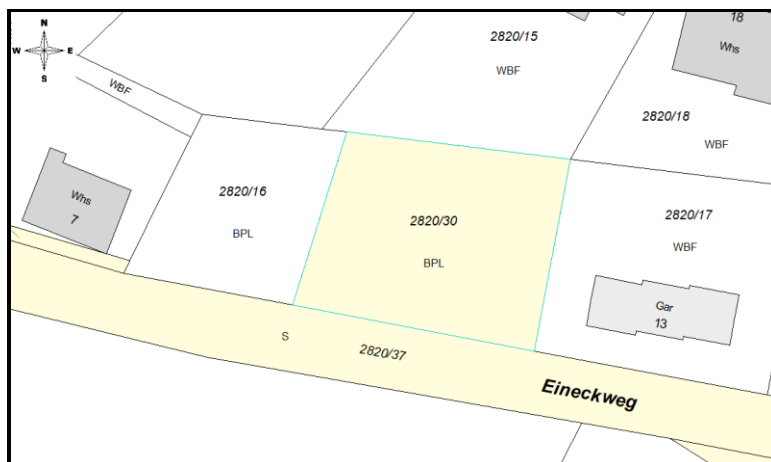 N
W E
S
18
Whs
2820/15
WBF
WBF
2820/18
WBF
Whs
7
2820/16
BPL
2820/30
BPL
2820/17
WBF
Gar
13
S
2820/37
Eineckweg